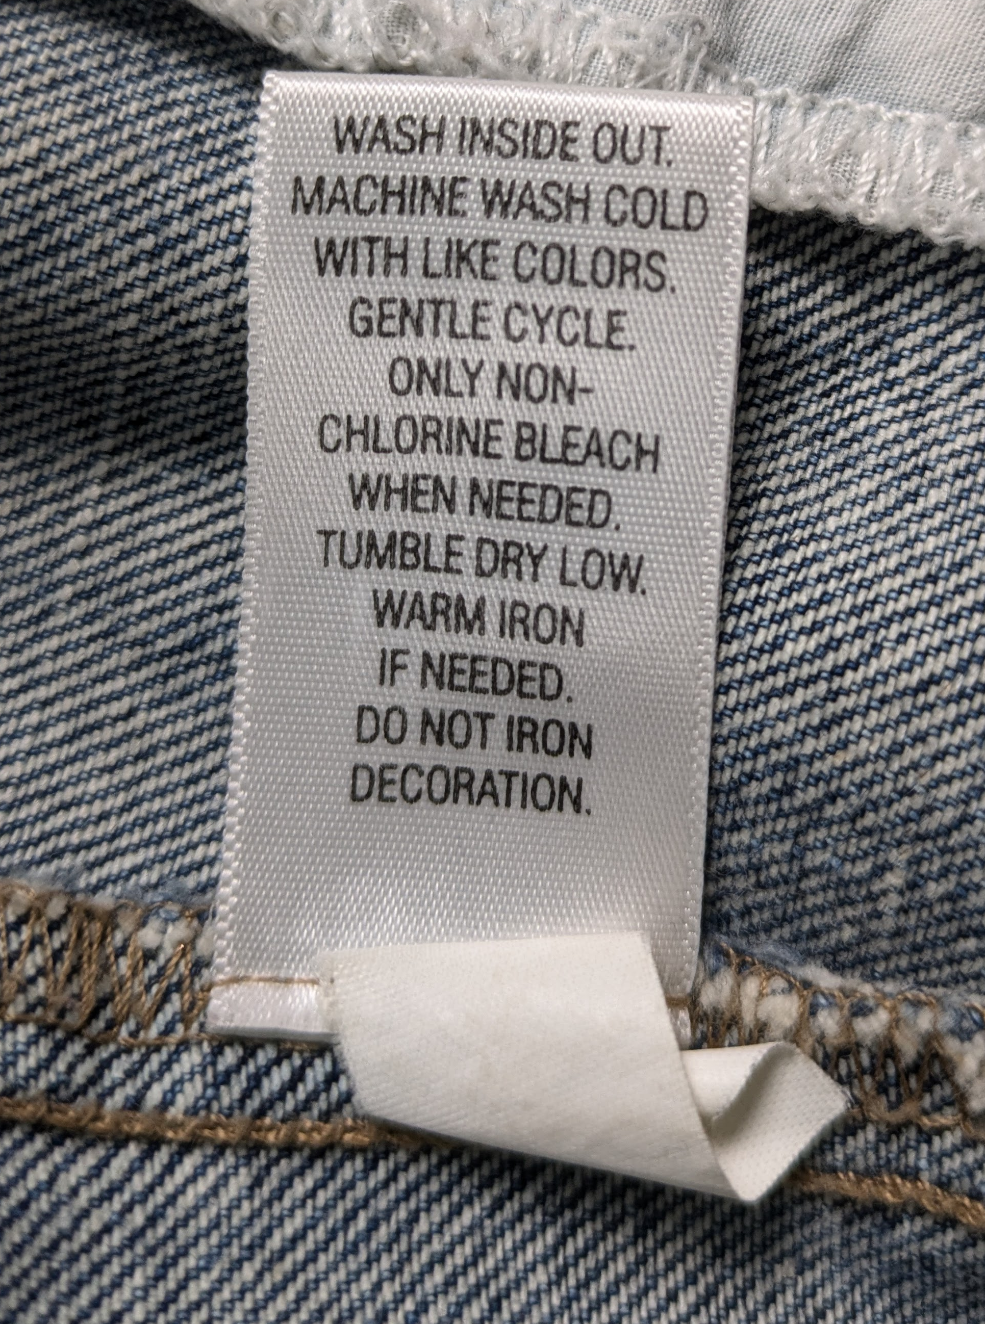 WASH INSIDE OUT.
MACHINE WASH COLD
WITH LIKE COLORS.
GENTLE CYCLE.
ONLY NON-
CHLORINE BLEACH
WHEN NEEDED.
TUMBLE DRY LOW.
WARM IRON
IF NEEDED.
DO NOT IRON
DECORATION.